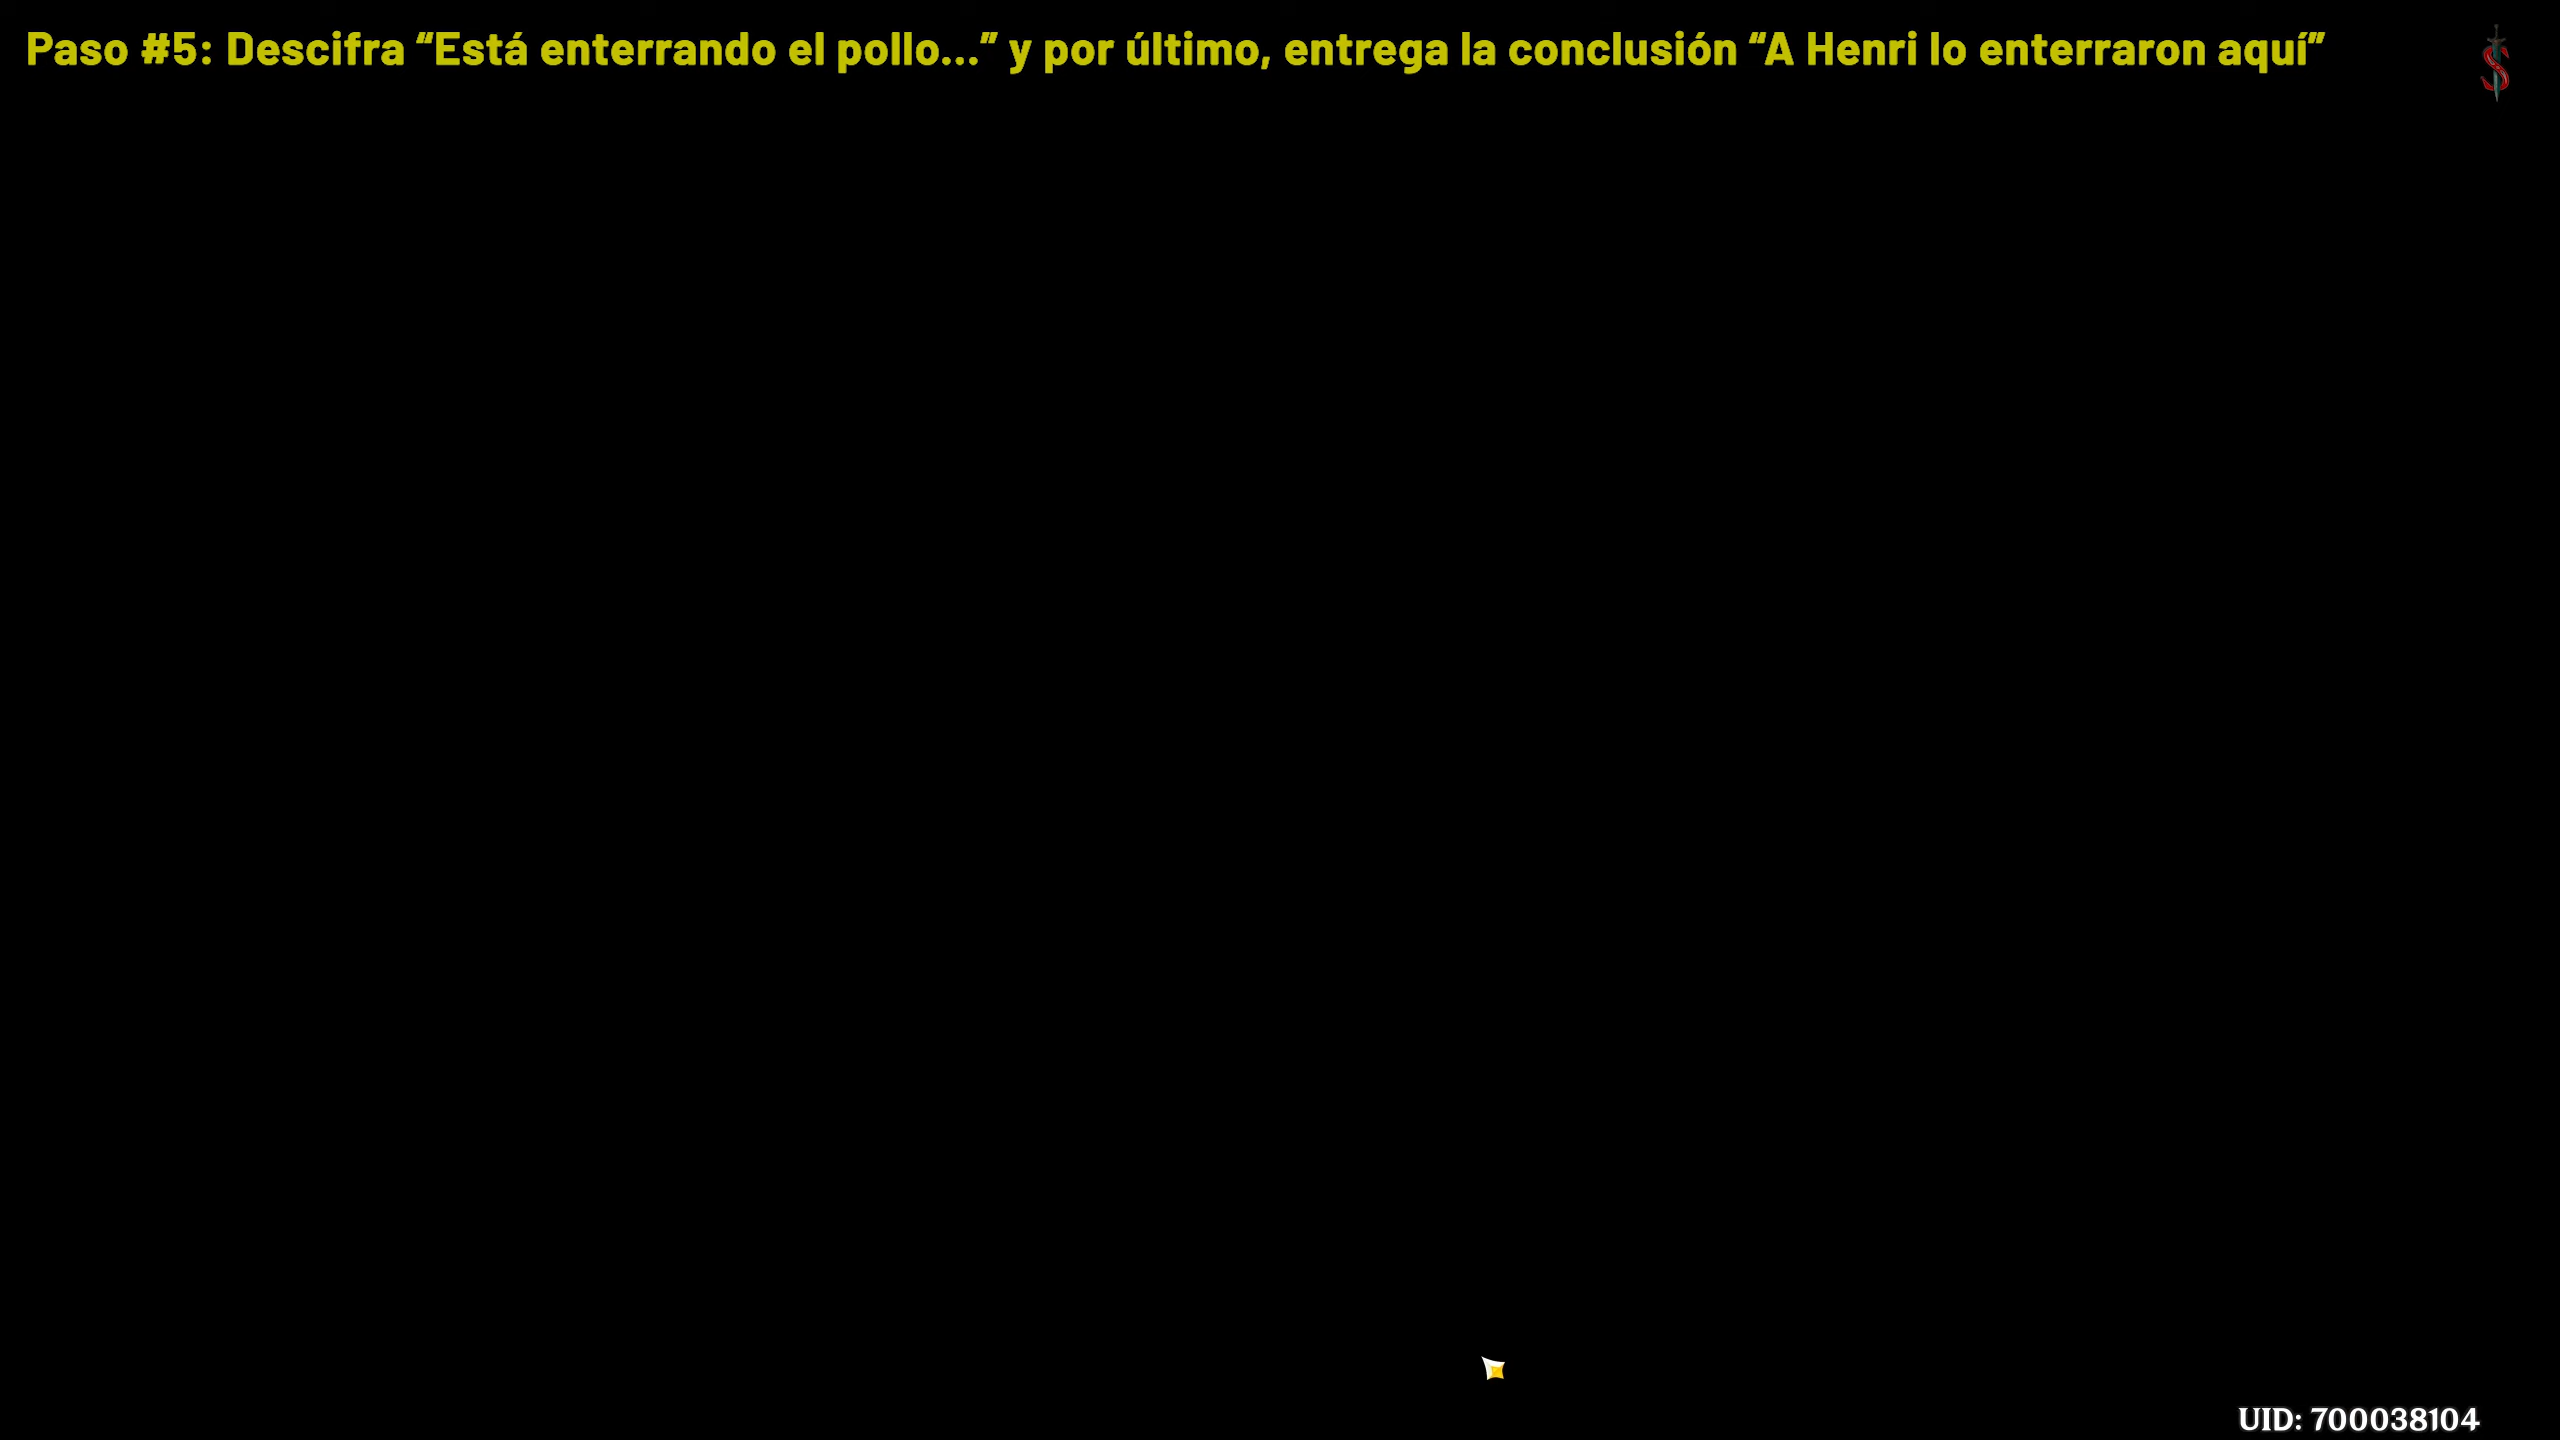 Paso #5: Descifra “Está enterrando el pollo...” y por último, entrega la conclusión “A Henri lo enterraron aquí”
UID: 700038104